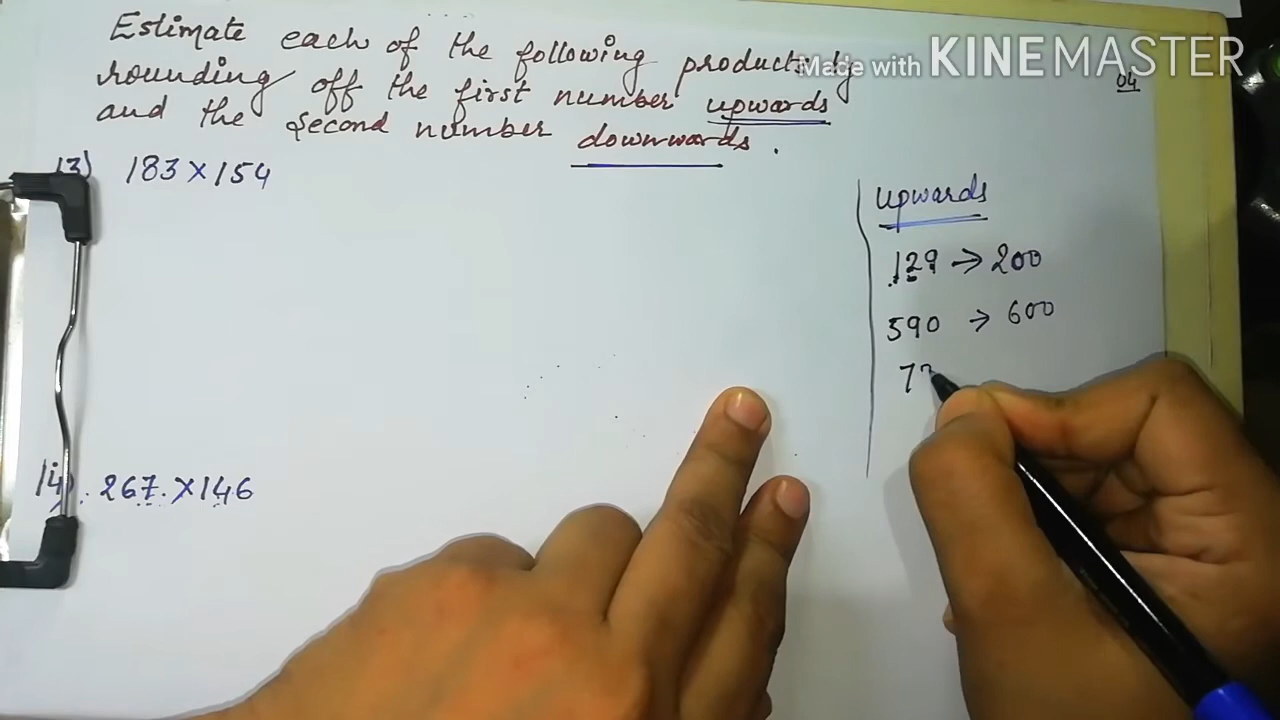 Estimate each of the following products by
rounding off the first number upwards
and the second number downwards.
Made with KINEMASTER
04
13) 183 × 154
upwards
129 → 200
590 → 600
14) 267 × 146